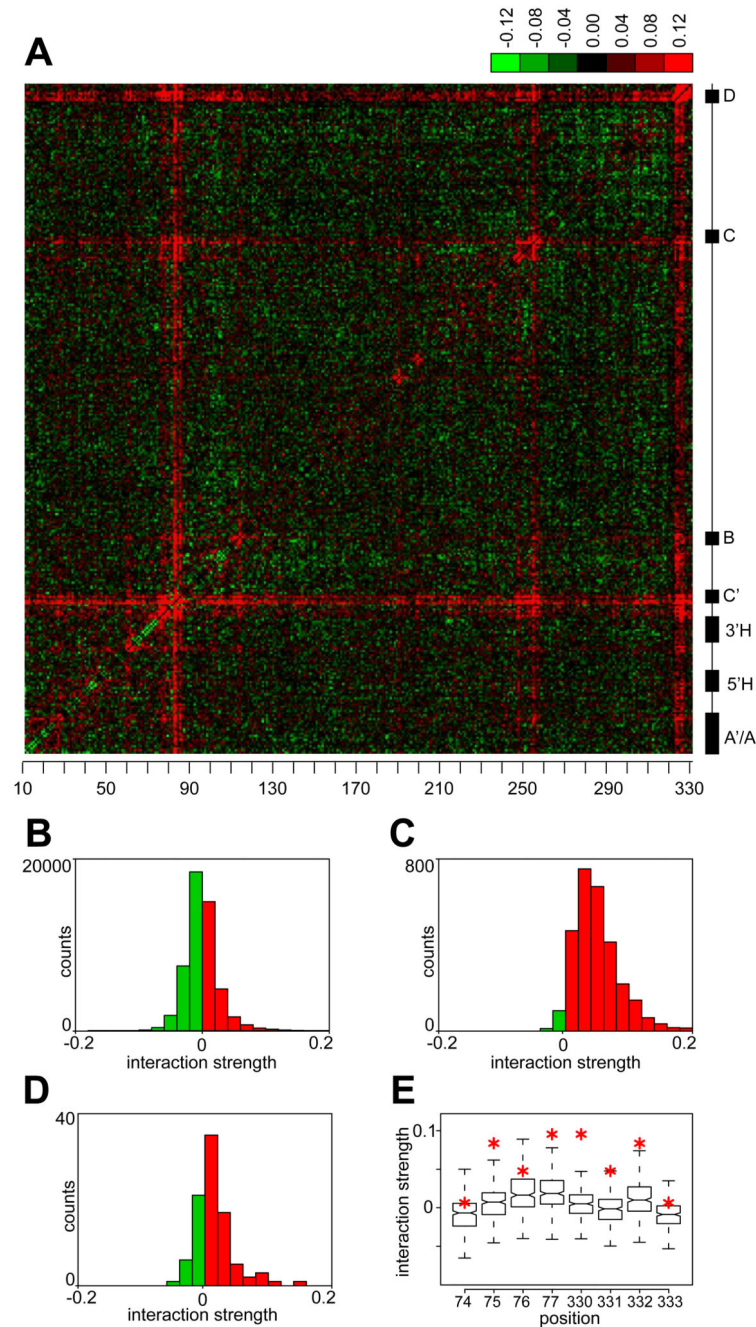 A
-0.12 -0.08 -0.04 0.00 0.04 0.08 0.12
D
C
B
C'
3'H
5'H
A'/A
10 50 90 130 170 210 250 290 330
B
20000
counts
0
-0.2 0 0.2
interaction strength
C
800
counts
0
-0.2 0 0.2
interaction strength
D
40
counts
0
-0.2 0 0.2
interaction strength
E
0.1
interaction strength
0
74 75 76 77 330 331 332 333
position